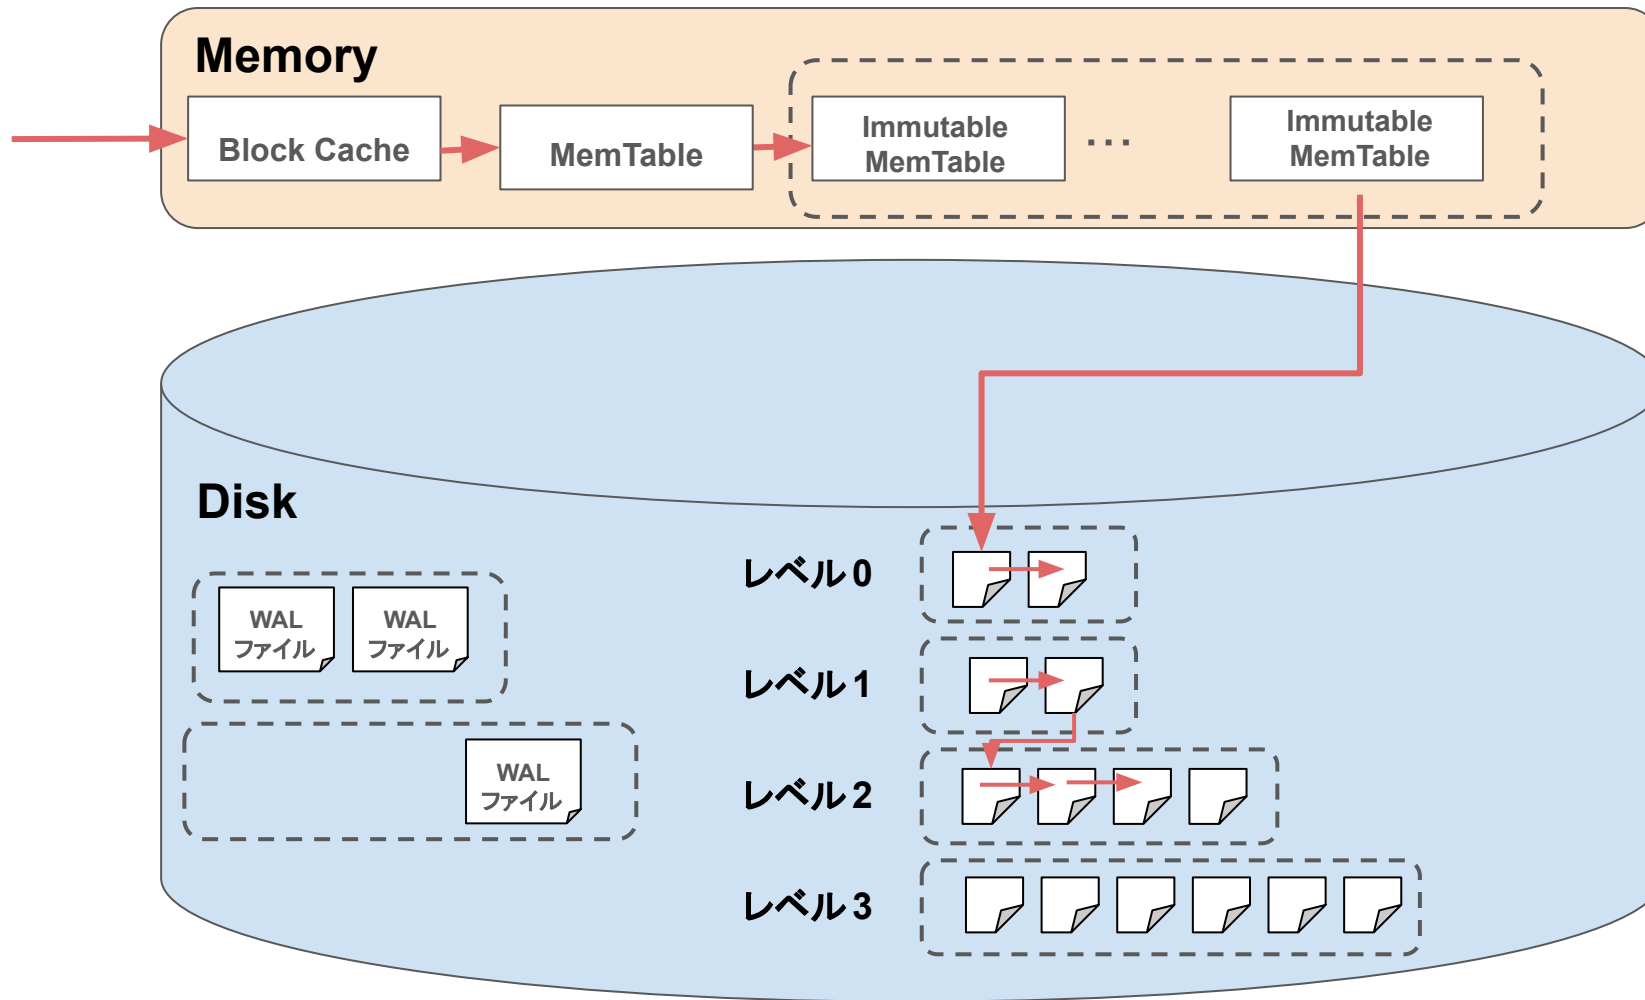 Memory
Block Cache
MemTable
Immutable
MemTable
...
Immutable
MemTable
Disk
レベル 0
WAL
ファイル
WAL
ファイル
レベル 1
WAL
ファイル
レベル 2
レベル 3